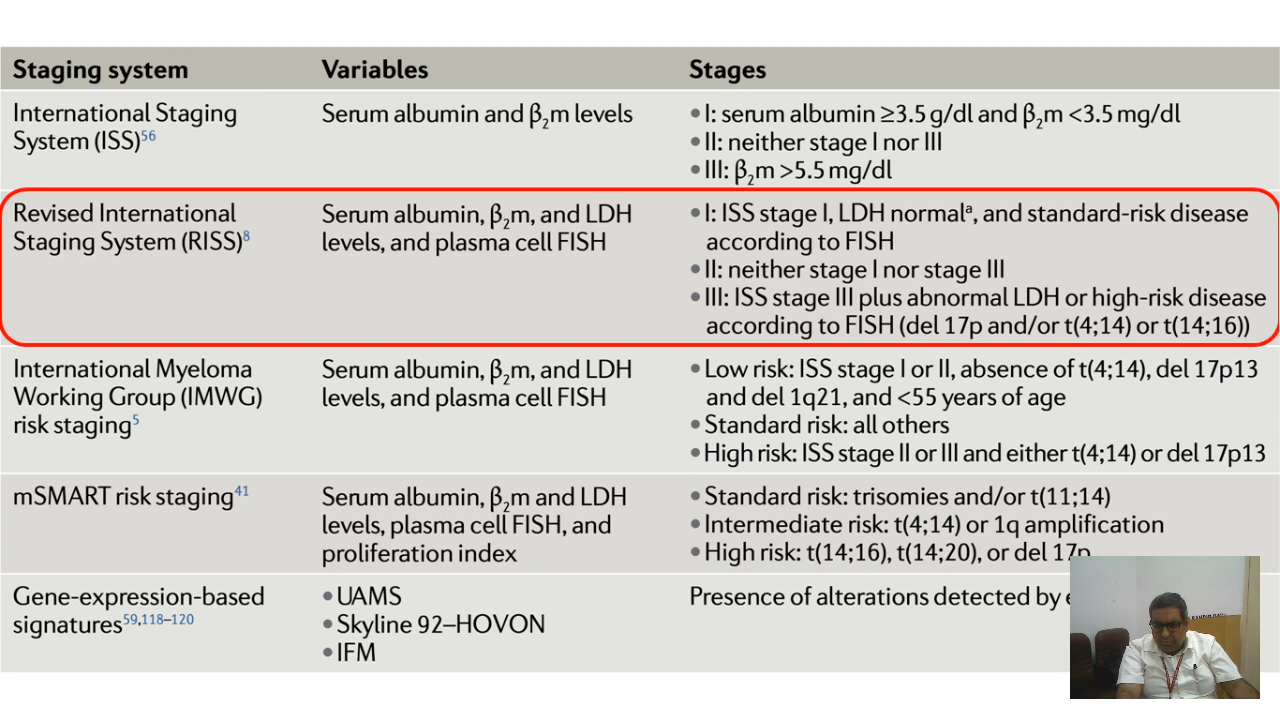 Staging system Variables Stages
International Staging Serum albumin and β₂m levels • I: serum albumin ≥3.5 g/dl and β₂m <3.5 mg/dl
System (ISS)⁵⁶ • II: neither stage I nor III
• III: β₂m >5.5 mg/dl
Revised International Serum albumin, β₂m, and LDH • I: ISS stage I, LDH normalᵃ, and standard-risk disease
Staging System (RISS)⁸ levels, and plasma cell FISH according to FISH
• II: neither stage I nor stage III
• III: ISS stage III plus abnormal LDH or high-risk disease
according to FISH (del 17p and/or t(4;14) or t(14;16))
International Myeloma Serum albumin, β₂m, and LDH • Low risk: ISS stage I or II, absence of t(4;14), del 17p13
Working Group (IMWG) levels, and plasma cell FISH and del 1q21, and <55 years of age
risk staging⁵ • Standard risk: all others
• High risk: ISS stage II or III and either t(4;14) or del 17p13
mSMART risk staging⁴¹ Serum albumin, β₂m and LDH • Standard risk: trisomies and/or t(11;14)
levels, plasma cell FISH, and • Intermediate risk: t(4;14) or 1q amplification
proliferation index • High risk: t(14;16), t(14;20), or del 17p
Gene-expression-based • UAMS Presence of alterations detected by
signatures⁵⁹,¹¹⁸–¹²⁰ • Skyline 92–HOVON
• IFM